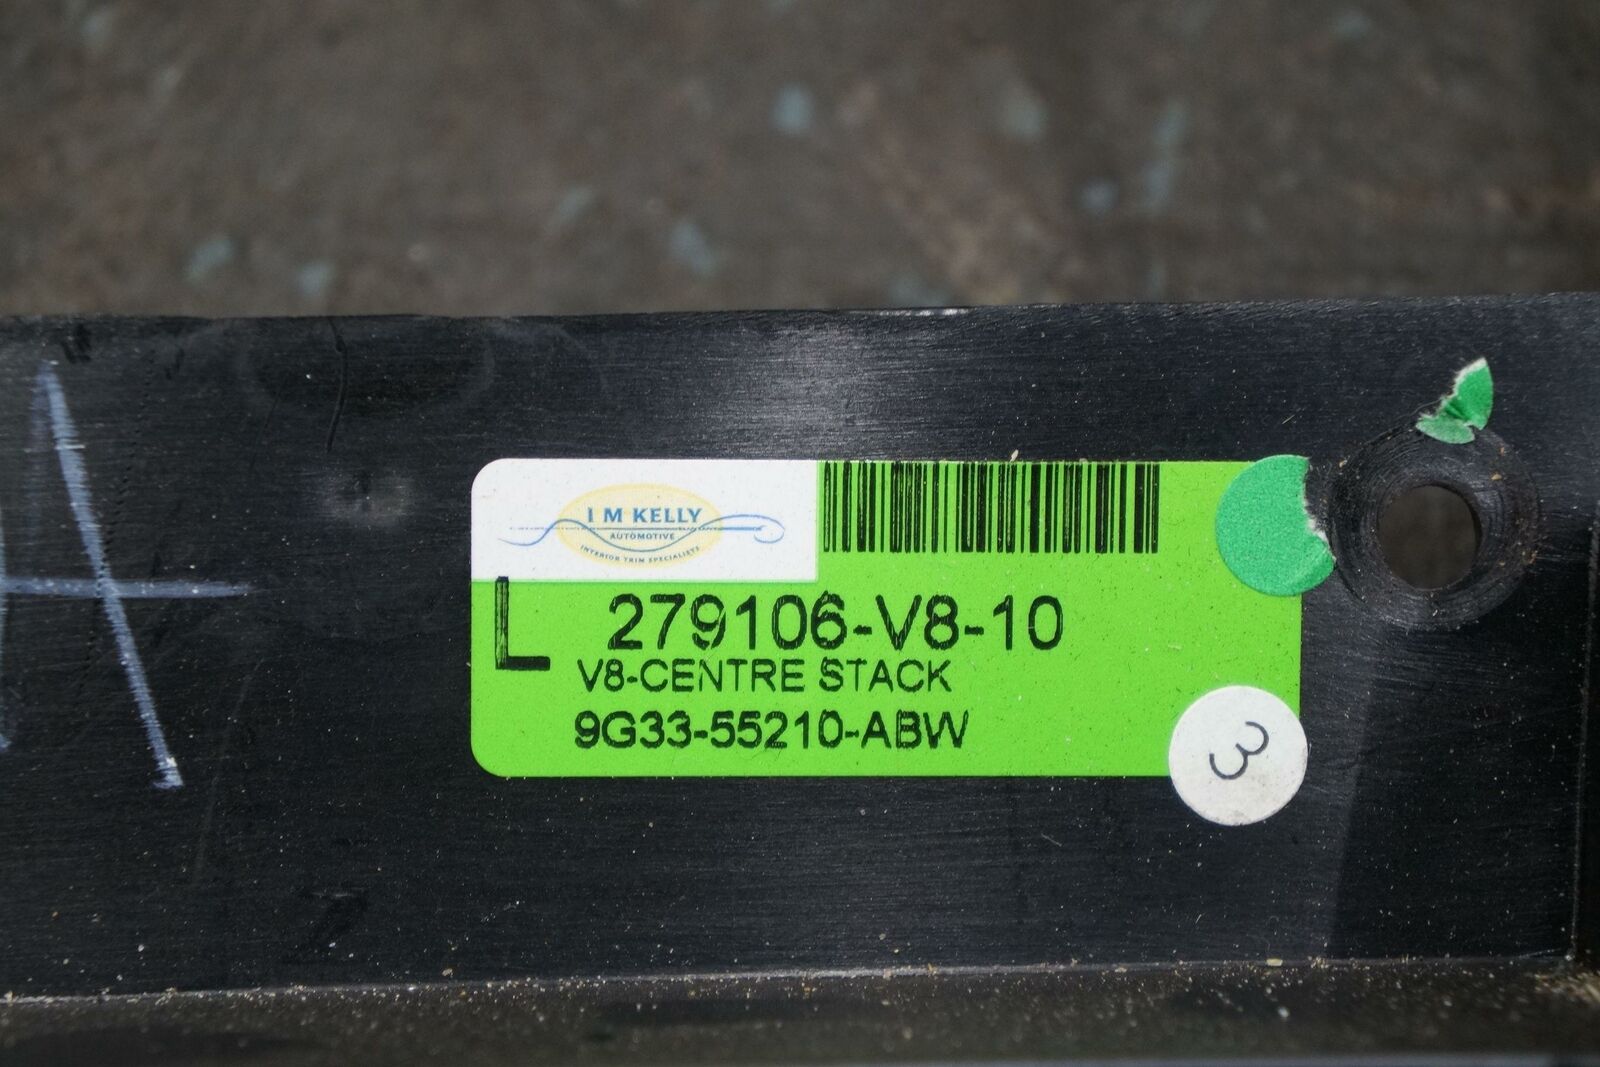 I M KELLY
AUTOMOTIVE
INTERIOR TRIM SPECIALISTS
L 279106-V8-10
V8-CENTRE STACK
9G33-55210-ABW
3